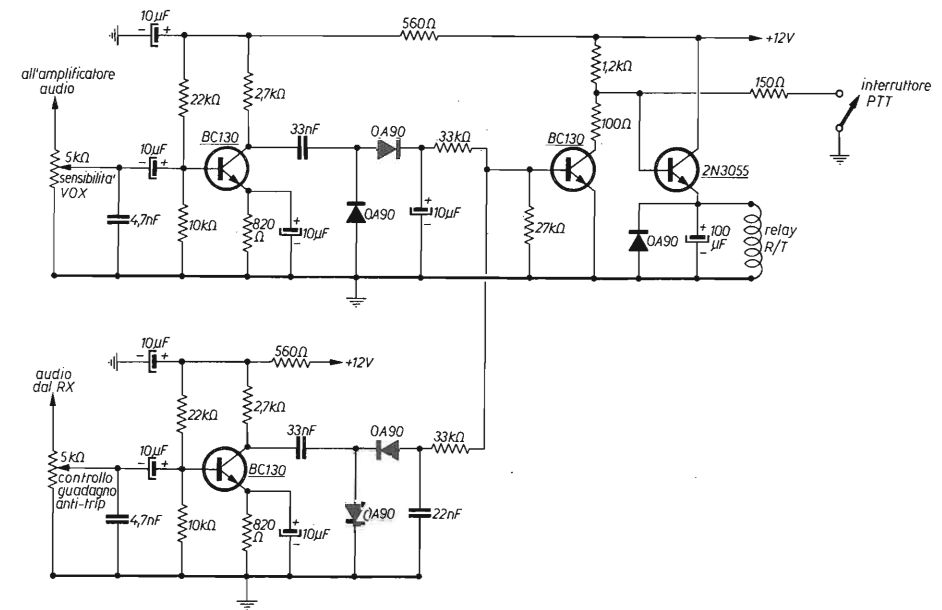 10µF
560Ω
+12V
all'amplificatore
audio
22kΩ
2,7kΩ
1,2kΩ
150Ω
interruttore
PTT
100Ω
BC130
33nF
OA90
33kΩ
BC130
5kΩ
sensibilita'
VOX
10µF
2N3055
4,7nF
10kΩ
820
Ω
10µF
OA90
10µF
27kΩ
OA90
100
µF
relay
R/T
10µF
560Ω
+12V
audio
dal RX
22kΩ
2,7kΩ
33nF
OA90
33kΩ
5kΩ
controllo
guadagno
anti-trip
10µF
BC130
4,7nF
10kΩ
820
Ω
10µF
OA90
22nF